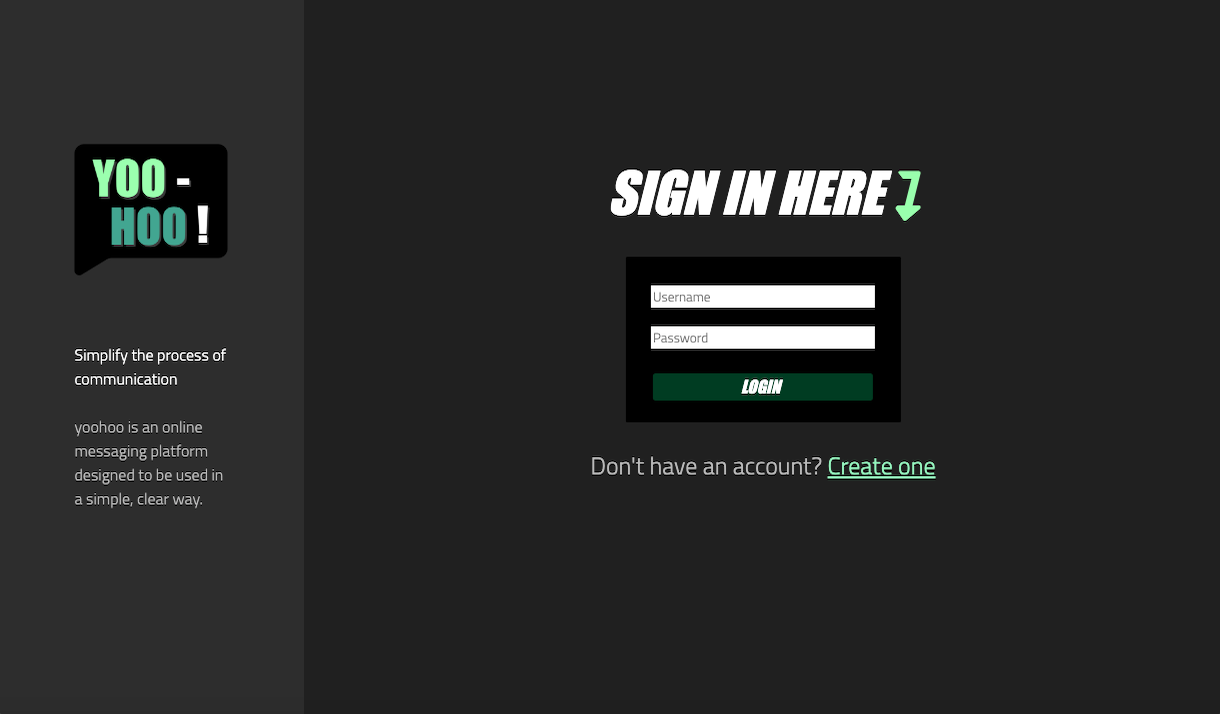 YOO -
HOO !
Simplify the process of
communication
yoohoo is an online
messaging platform
designed to be used in
a simple, clear way.
SIGN IN HERE
Username
Password
LOGIN
Don't have an account? Create one